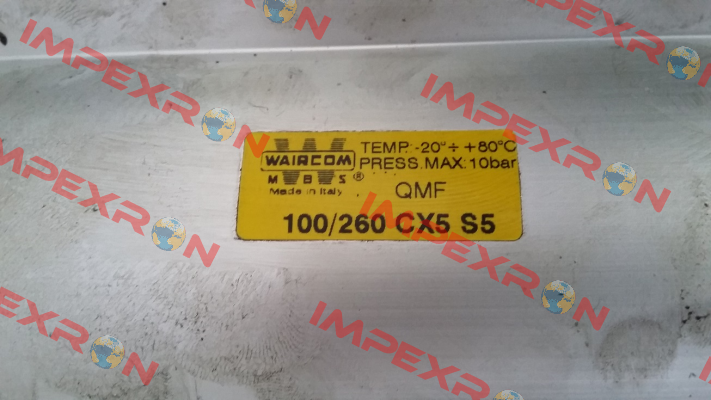 WAIRCOM
M B S ®
Made in Italy
TEMP.: -20°÷ +80°C
PRESS. MAX: 10bar
QMF
100/260 CX5 S5
IMPEXRON
IMPEXRON
IMPEXRON
IMPEXRON
IMPEXRON
IMPEXRON